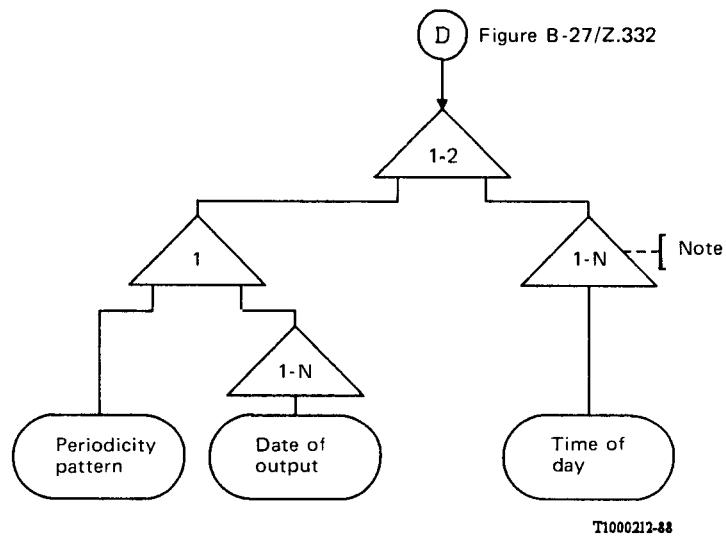 D Figure B-27/Z.332
1-2
1
1-N
Note
1-N
Periodicity
pattern
Date of
output
Time of
day
T1000212-88